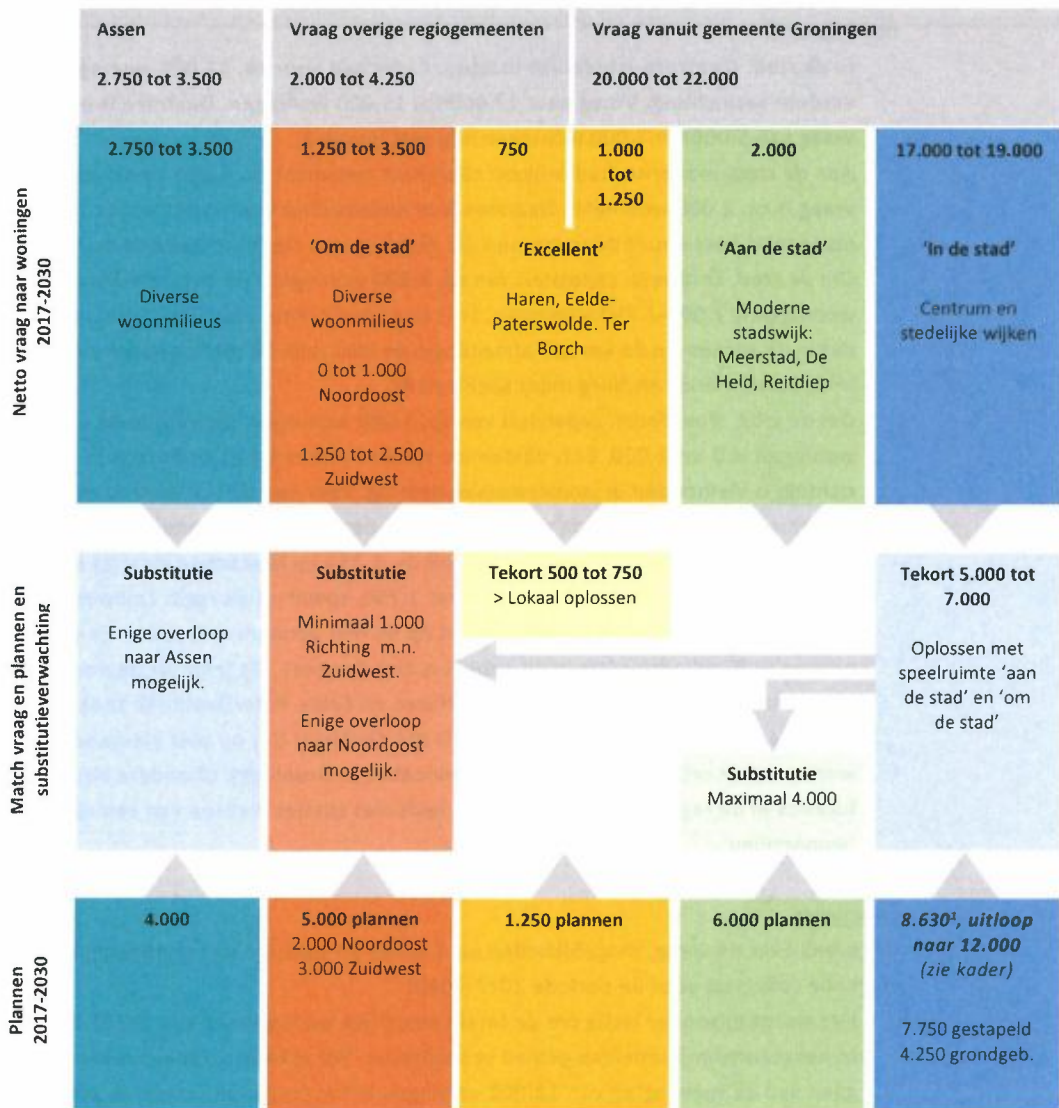 Assen
2.750 tot 3.500
Vraag overige regiogemeenten
2.000 tot 4.250
Vraag vanuit gemeente Groningen
20.000 tot 22.000
Netto vraag naar woningen
2017-2030
2.750 tot 3.500
Diverse
woonmilieus
1.250 tot 3.500
'Om de stad'
Diverse
woonmilieus
0 tot 1.000
Noordoost
1.250 tot 2.500
Zuidwest
750
1.000
tot
1.250
'Excellent'
Haren, Eelde-
Paterswolde. Ter
Borch
2.000
'Aan de stad'
Moderne
stadswijk:
Meerstad, De
Held, Reitdiep
17.000 tot 19.000
'In de stad'
Centrum en
stedelijke wijken
Match vraag en plannen en
substitutieverwachting
Substitutie
Enige overloop
naar Assen
mogelijk.
Substitutie
Minimaal 1.000
Richting m.n.
Zuidwest.
Enige overloop
naar Noordoost
mogelijk.
Tekort 500 tot 750
> Lokaal oplossen
Substitutie
Maximaal 4.000
Tekort 5.000 tot
7.000
Oplossen met
speelruimte 'aan
de stad' en 'om
de stad'
Plannen
2017-2030
4.000
5.000 plannen
2.000 Noordoost
3.000 Zuidwest
1.250 plannen
6.000 plannen
8.630¹, uitloop
naar 12.000
(zie kader)
7.750 gestapeld
4.250 grondgeb.